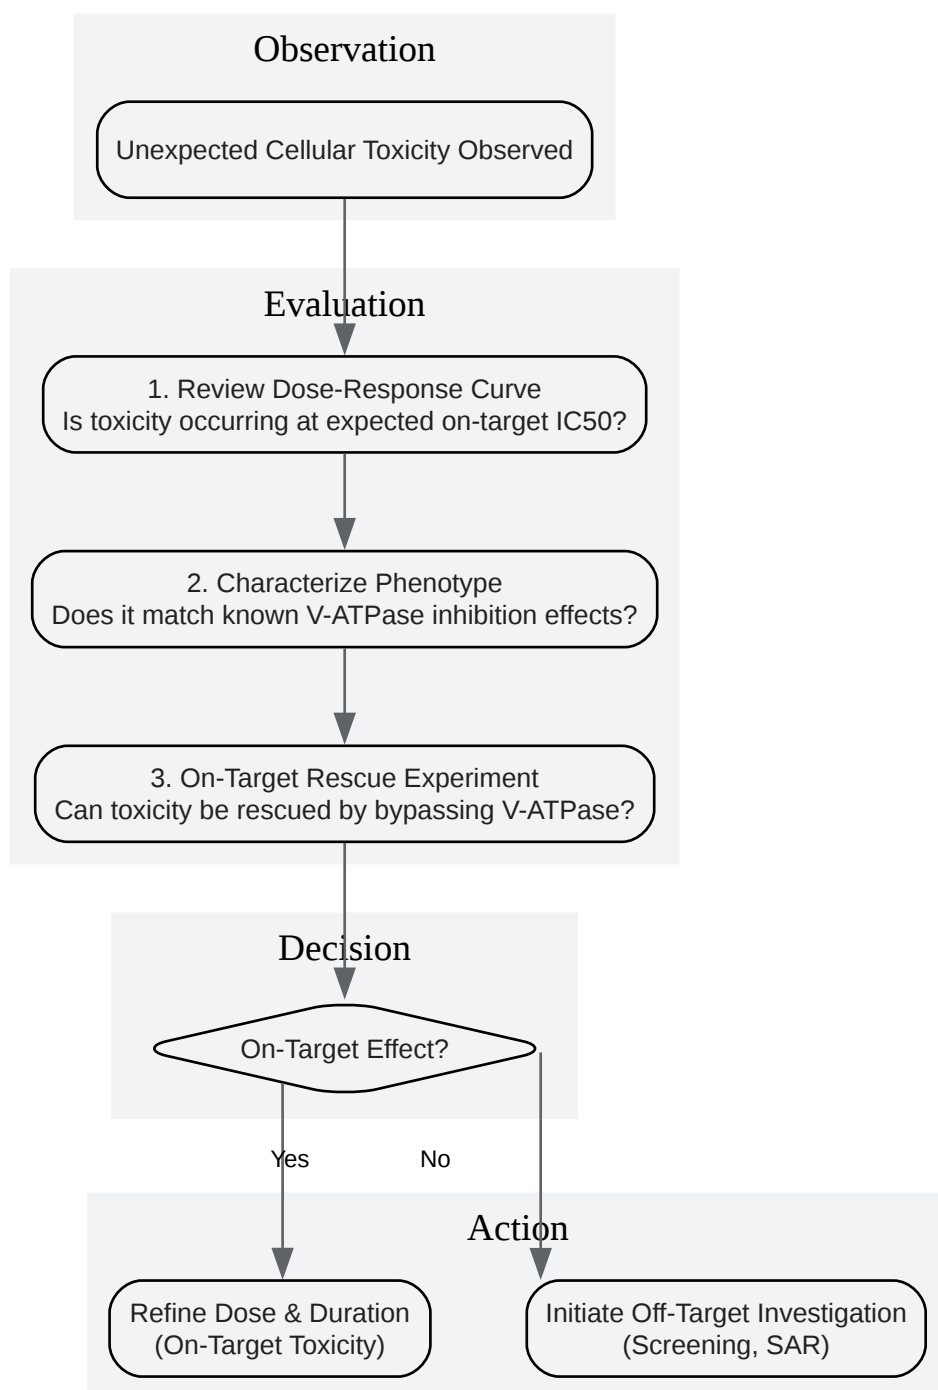 Observation
Unexpected Cellular Toxicity Observed
Evaluation
1. Review Dose-Response Curve
Is toxicity occurring at expected on-target IC50?
2. Characterize Phenotype
Does it match known V-ATPase inhibition effects?
3. On-Target Rescue Experiment
Can toxicity be rescued by bypassing V-ATPase?
Decision
On-Target Effect?
Yes
No
Action
Refine Dose & Duration
(On-Target Toxicity)
Initiate Off-Target Investigation
(Screening, SAR)